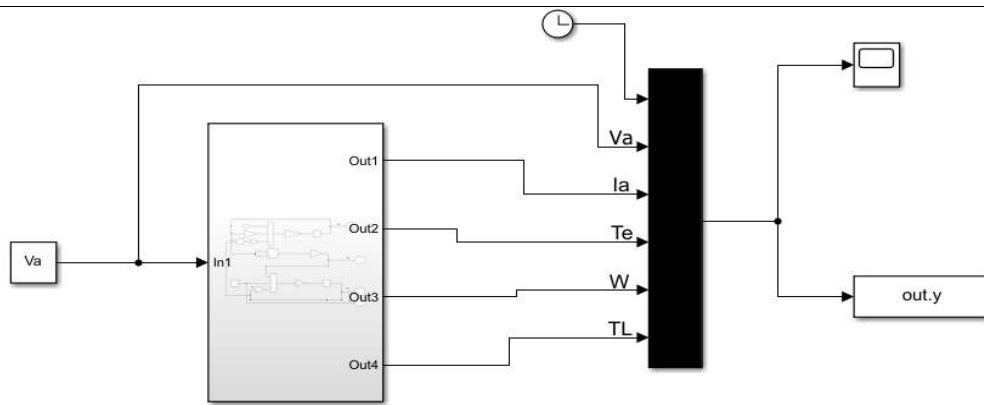 Va
Out1
Ia
Out2
Te
Va
In1
W
Out3
TL
Out4
out.y